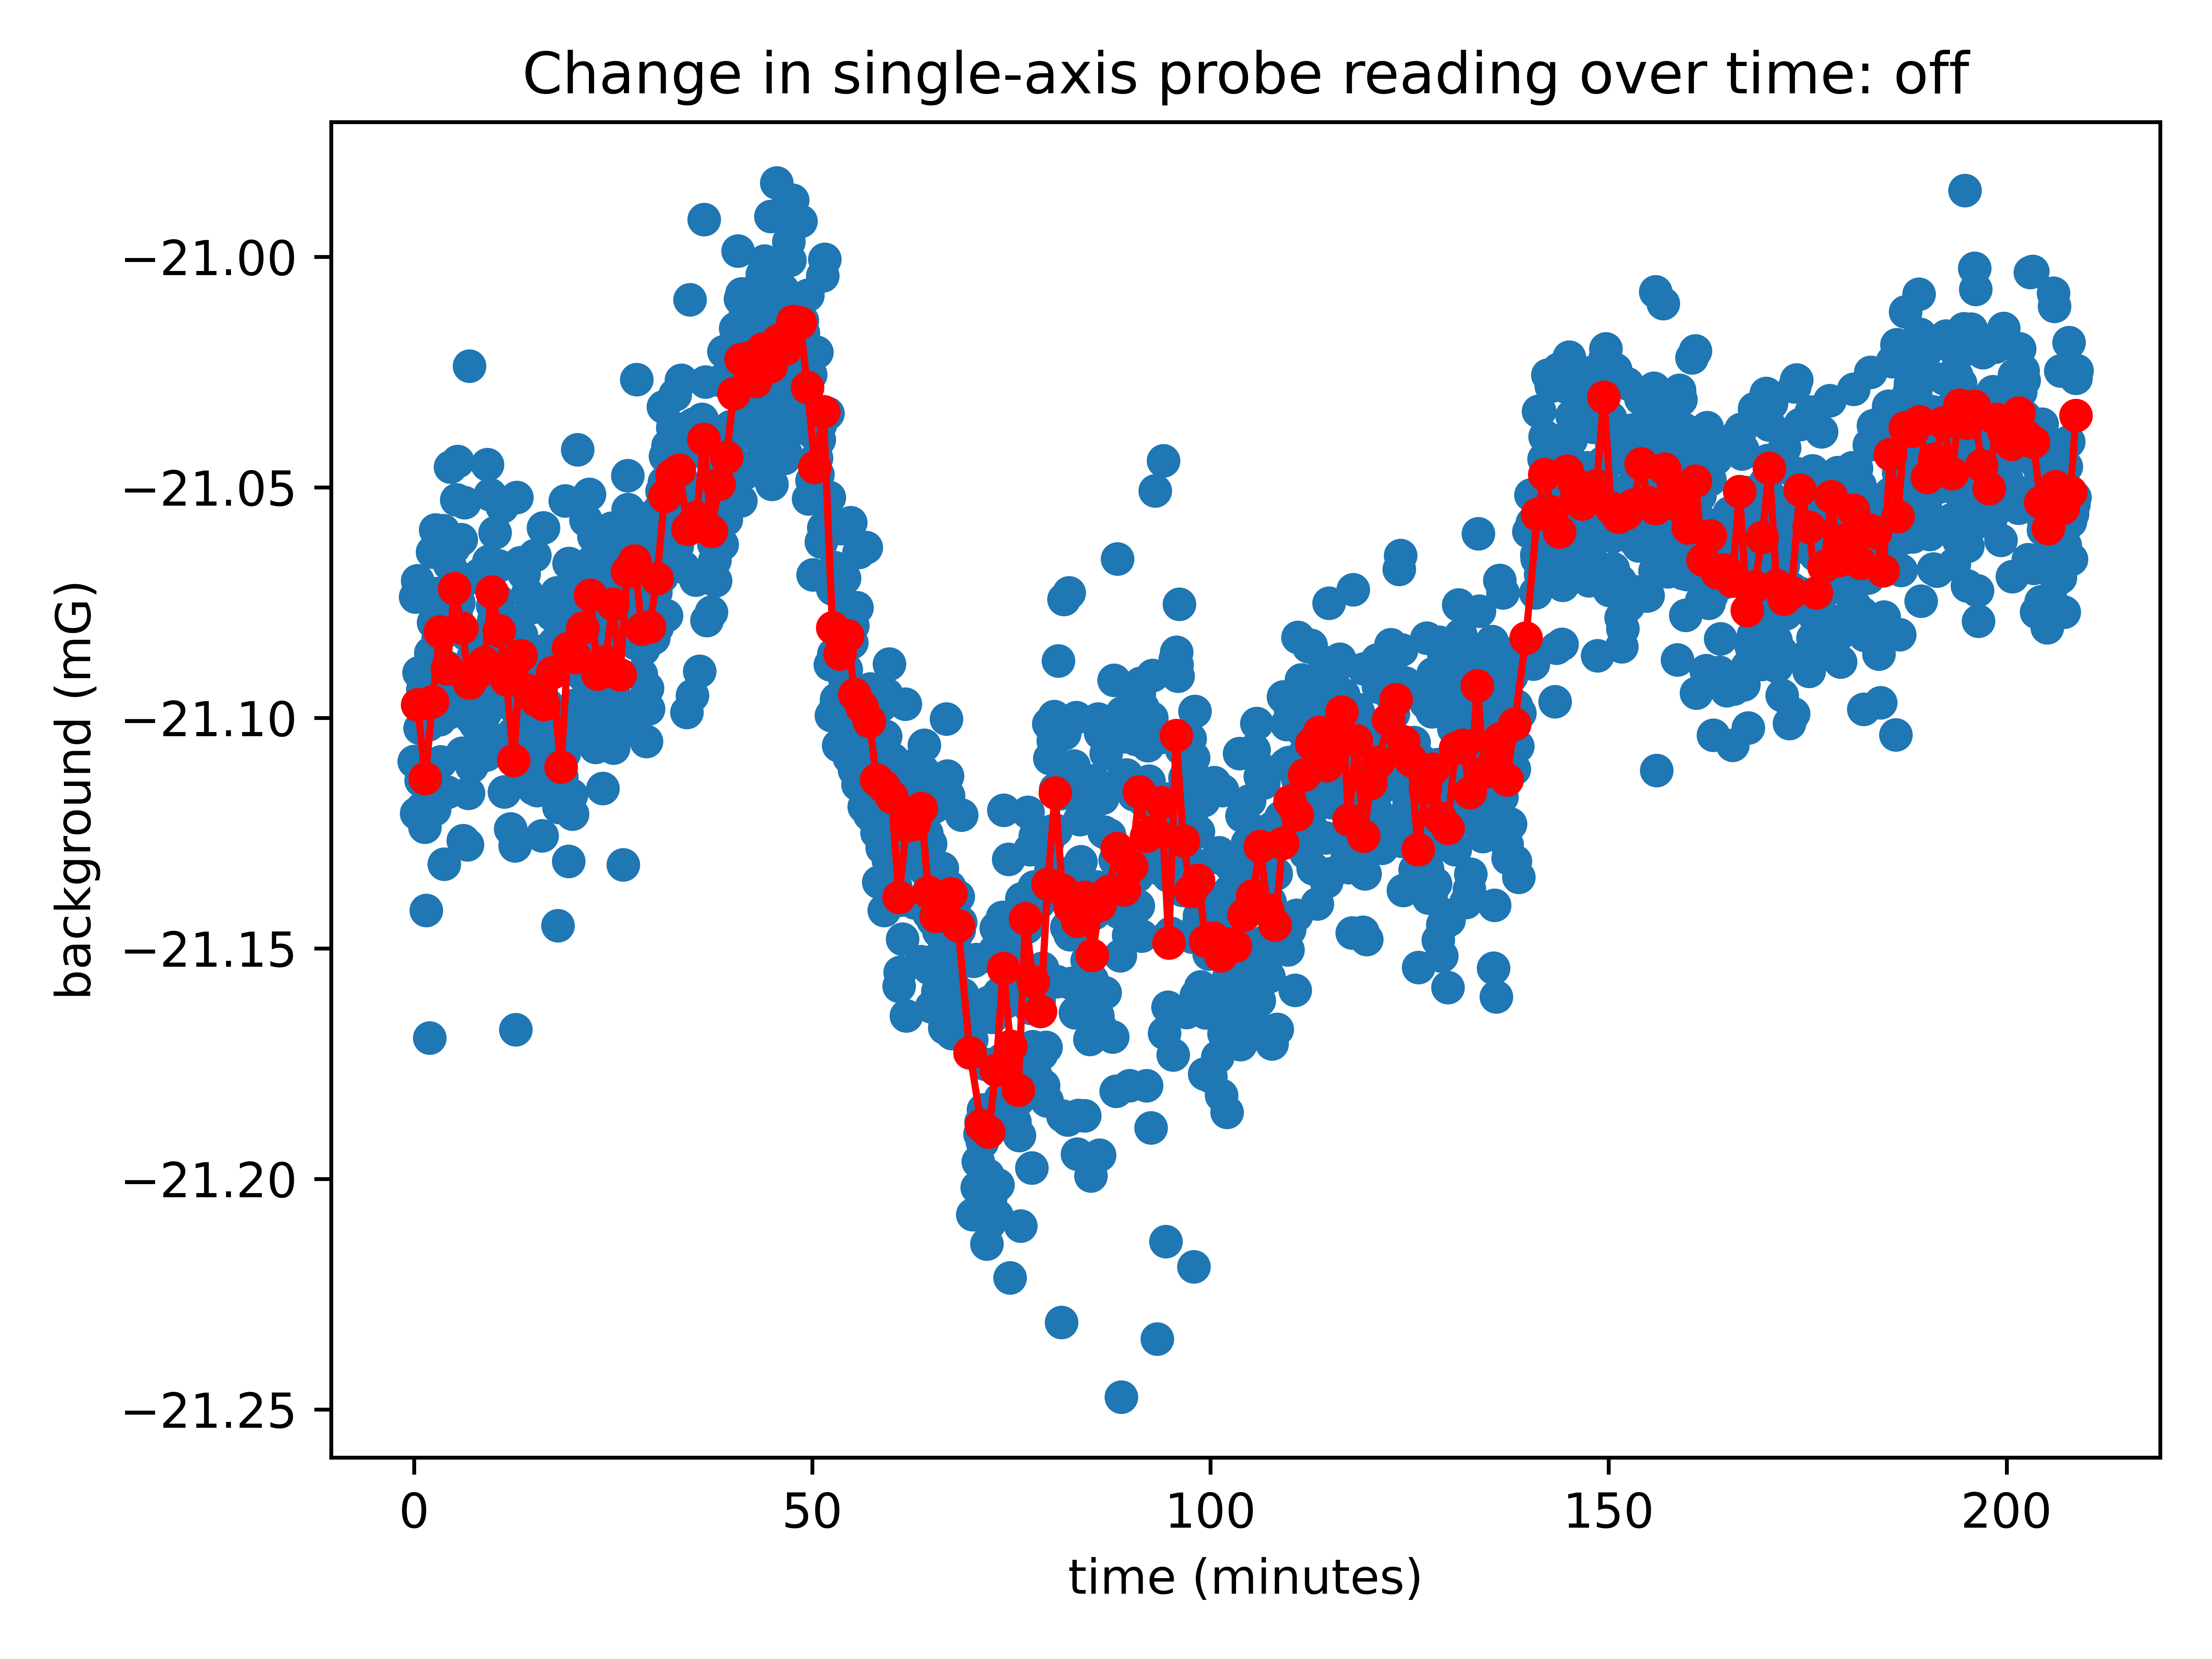 Change in single-axis probe reading over time: off
−21.00
−21.05
−21.10
−21.15
−21.20
−21.25
background (mG)
0 50 100 150 200
time (minutes)